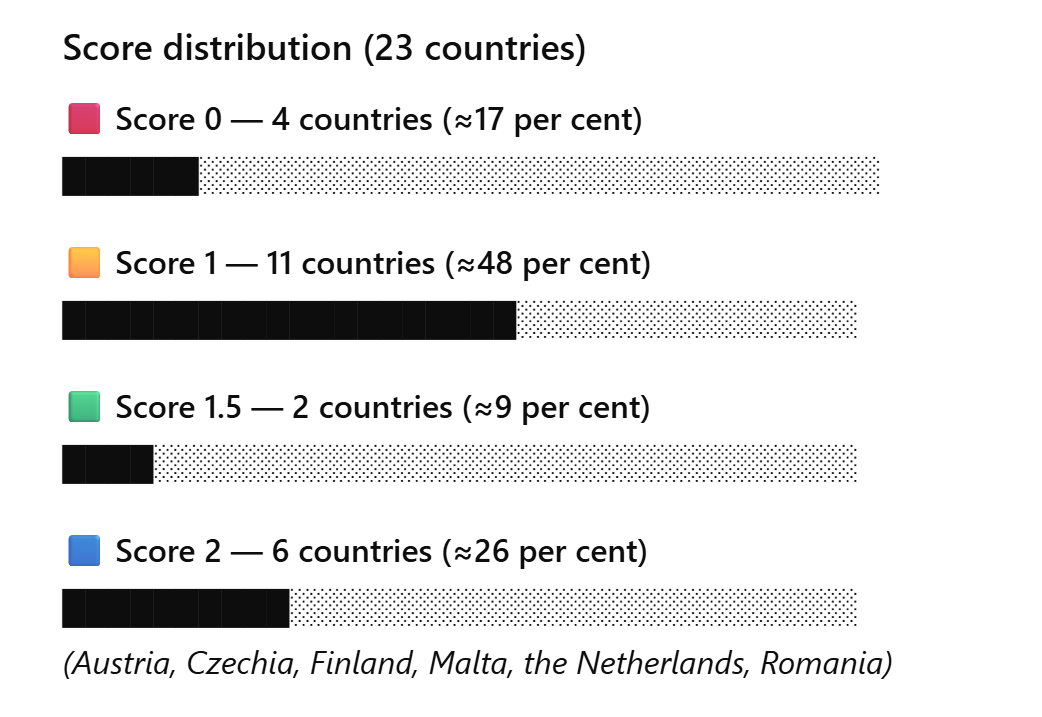 Score distribution (23 countries)
Score 0 — 4 countries (≈17 per cent)
Score 1 — 11 countries (≈48 per cent)
Score 1.5 — 2 countries (≈9 per cent)
Score 2 — 6 countries (≈26 per cent)
(Austria, Czechia, Finland, Malta, the Netherlands, Romania)